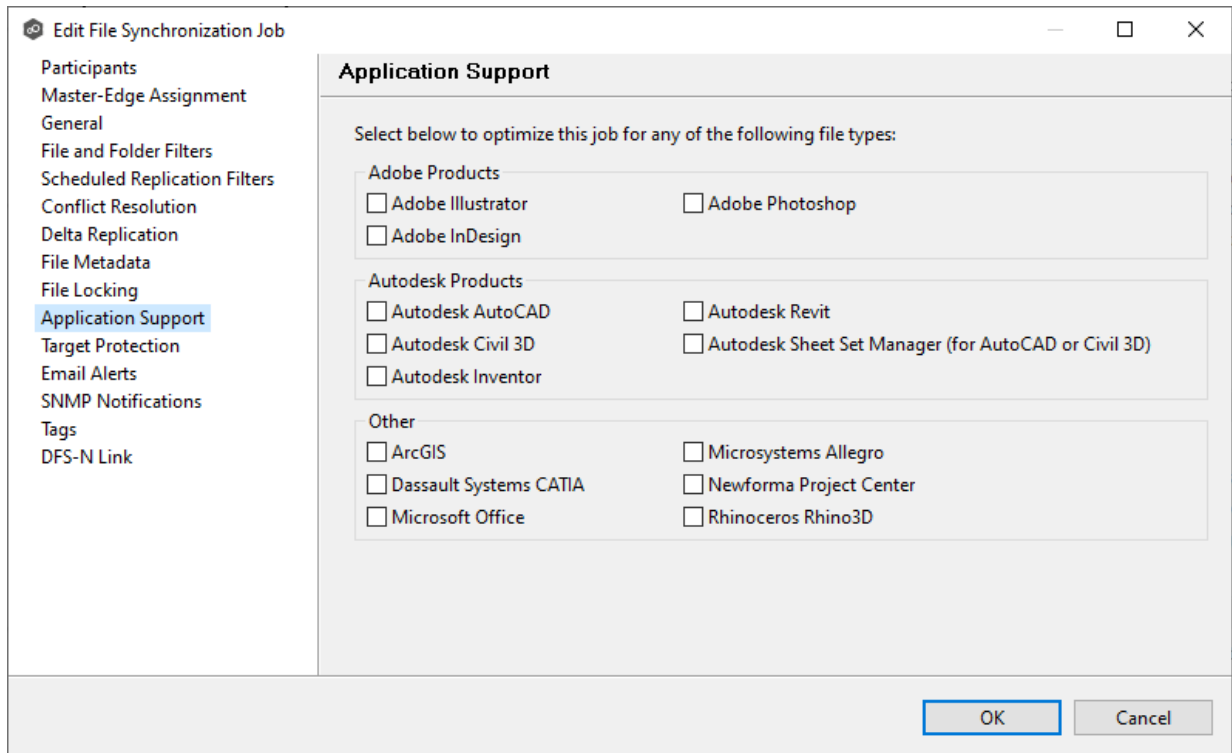 Edit File Synchronization Job
Participants
Master-Edge Assignment
General
File and Folder Filters
Scheduled Replication Filters
Conflict Resolution
Delta Replication
File Metadata
File Locking
Application Support
Target Protection
Email Alerts
SNMP Notifications
Tags
DFS-N Link
Application Support
Select below to optimize this job for any of the following file types:
Adobe Products
Adobe Illustrator
Adobe Photoshop
Adobe InDesign
Autodesk Products
Autodesk AutoCAD
Autodesk Revit
Autodesk Civil 3D
Autodesk Sheet Set Manager (for AutoCAD or Civil 3D)
Autodesk Inventor
Other
ArcGIS
Microsystems Allegro
Dassault Systems CATIA
Newforma Project Center
Microsoft Office
Rhinoceros Rhino3D
OK
Cancel